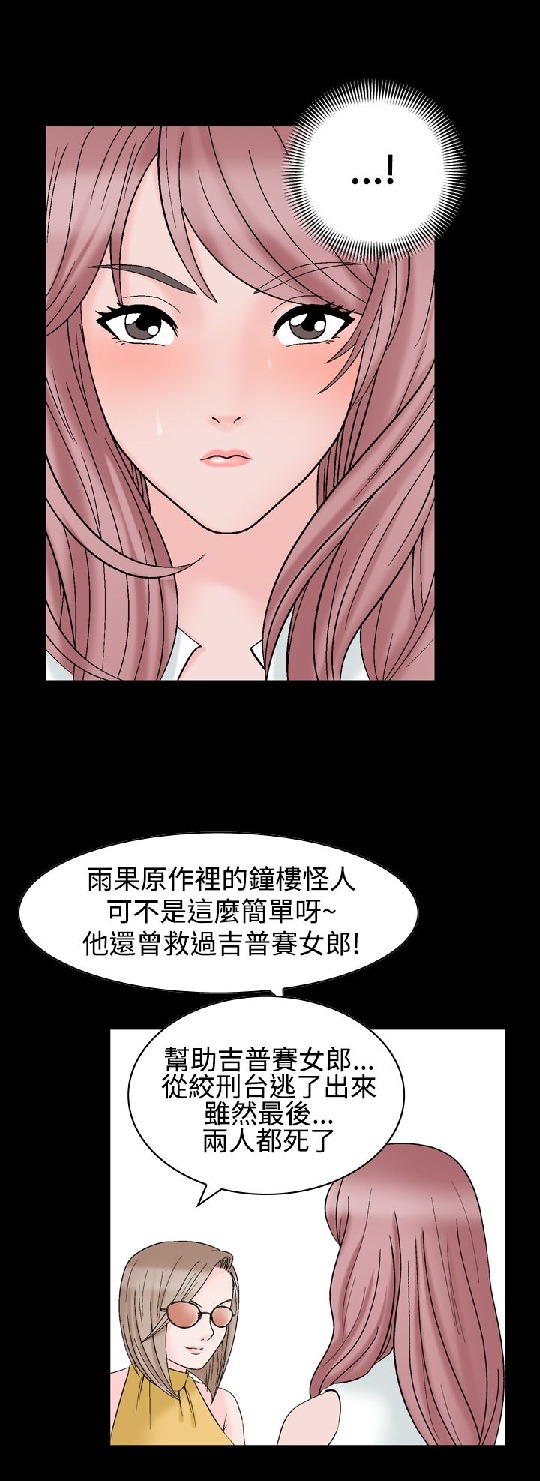 ...!
雨果原作裡的鐘樓怪人
可不是這麼簡單呀~
他還曾救過吉普賽女郎!
幫助吉普賽女郎...
從絞刑台逃了出來
雖然最後...
兩人都死了